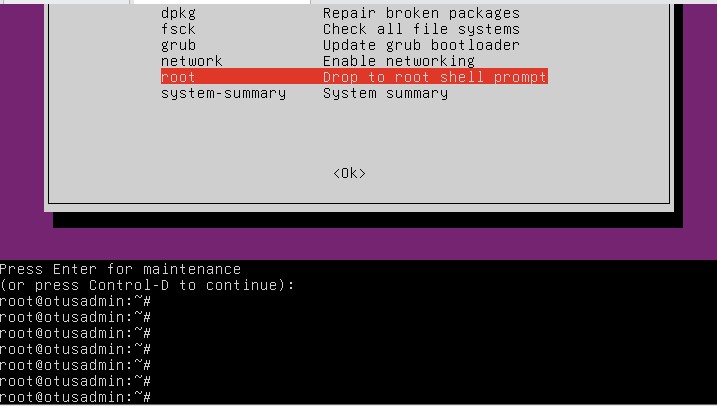 dpkg Repair broken packages
fsck Check all file systems
grub Update grub bootloader
network Enable networking
root Drop to root shell prompt
system-summary System summary
<Ok>
Press Enter for maintenance
(or press Control-D to continue):
root@otusadmin:~#
root@otusadmin:~#
root@otusadmin:~#
root@otusadmin:~#
root@otusadmin:~#
root@otusadmin:~#
root@otusadmin:~#